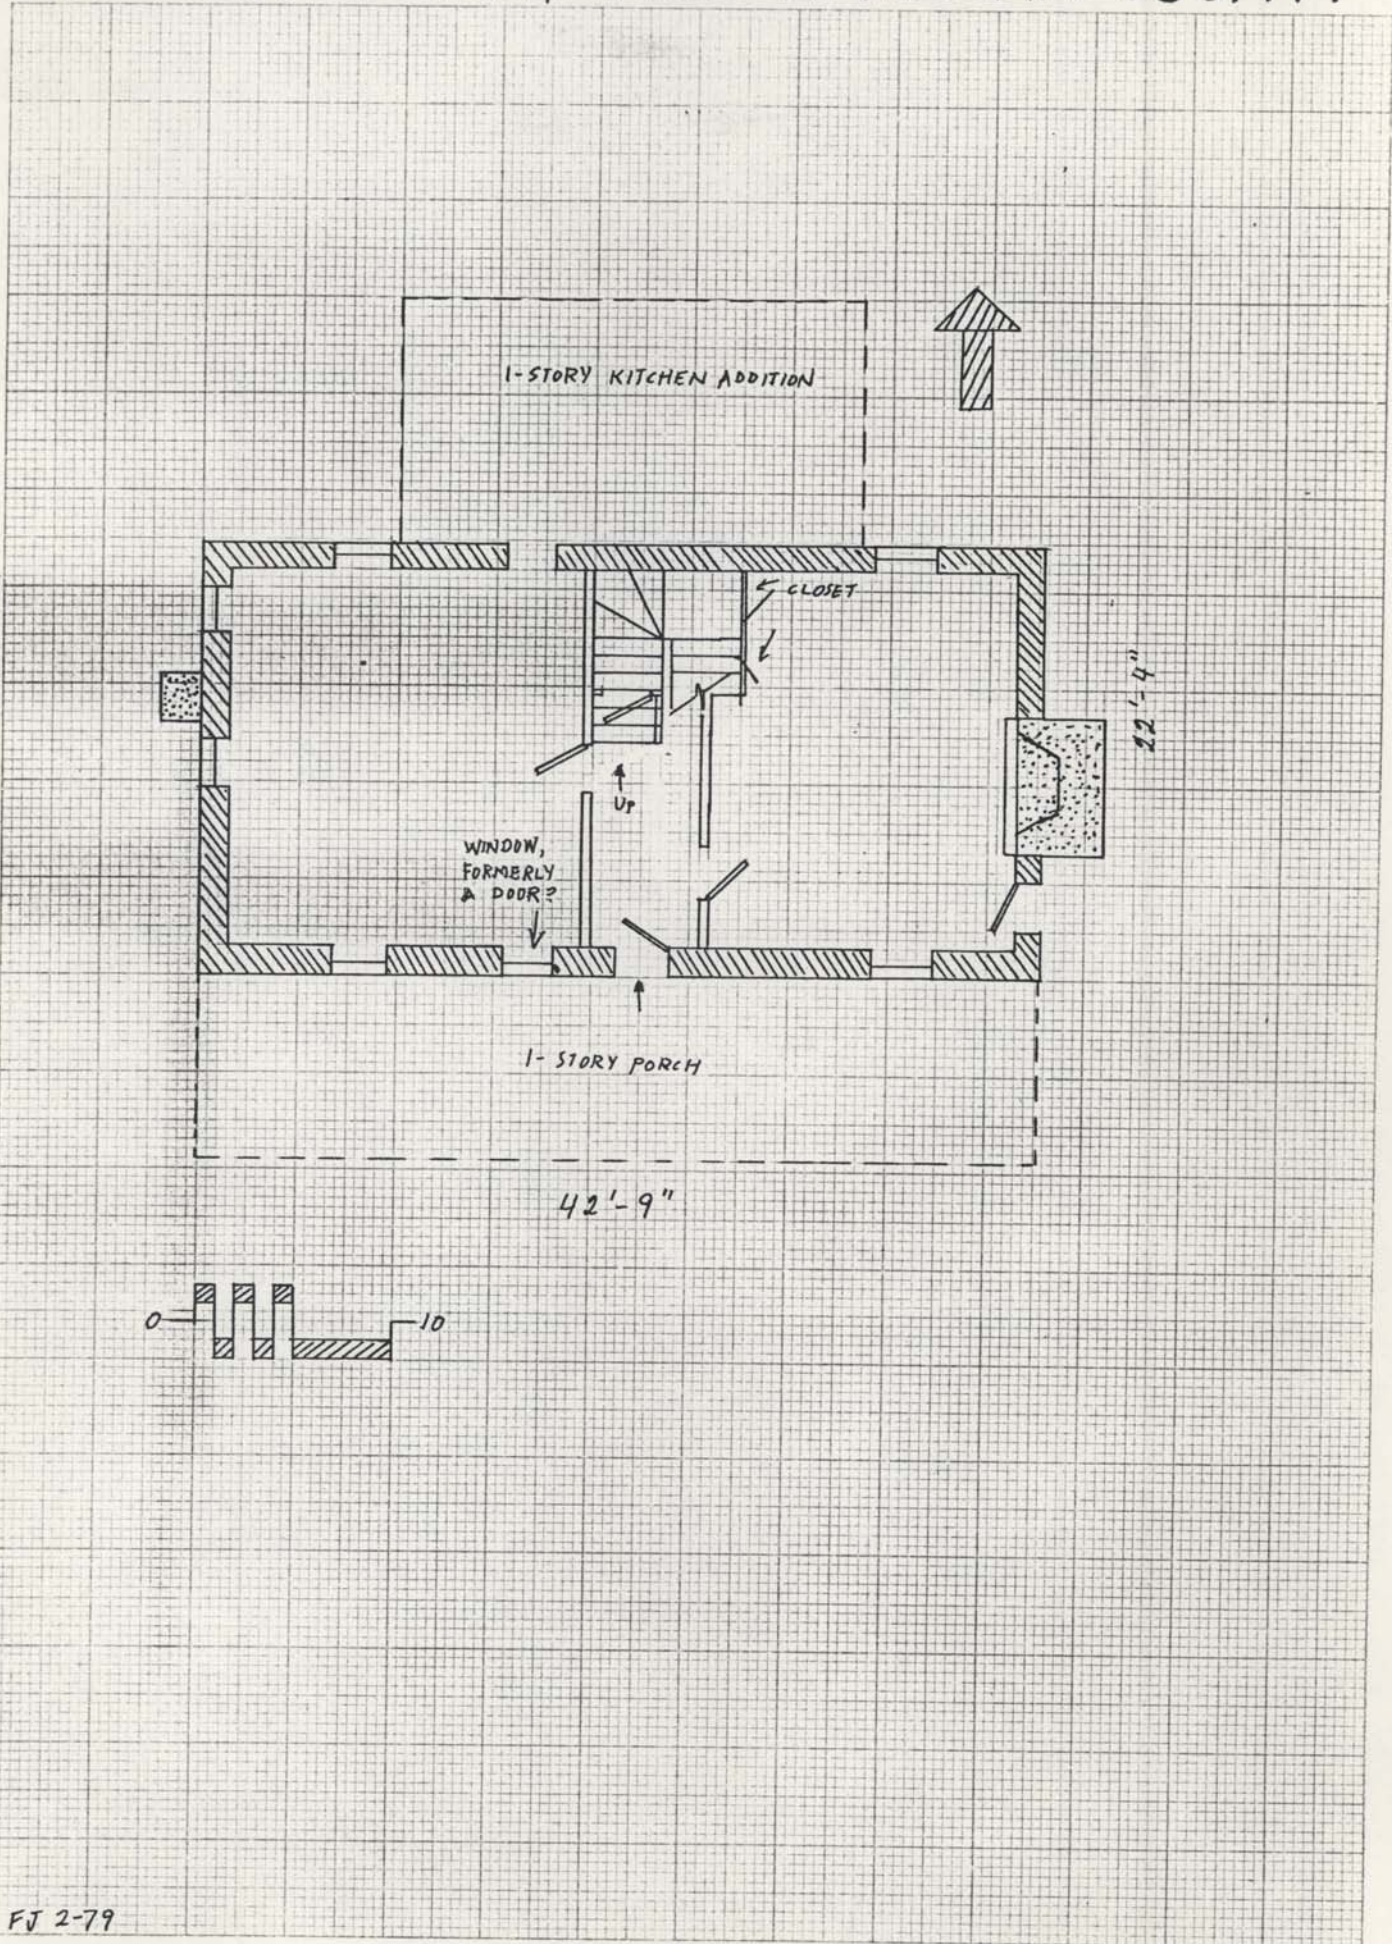 1-STORY KITCHEN ADDITION
CLOSET
22'-4"
UP
WINDOW,
FORMERLY
A DOOR?
1-STORY PORCH
42'-9"
0 10
FJ 2-79